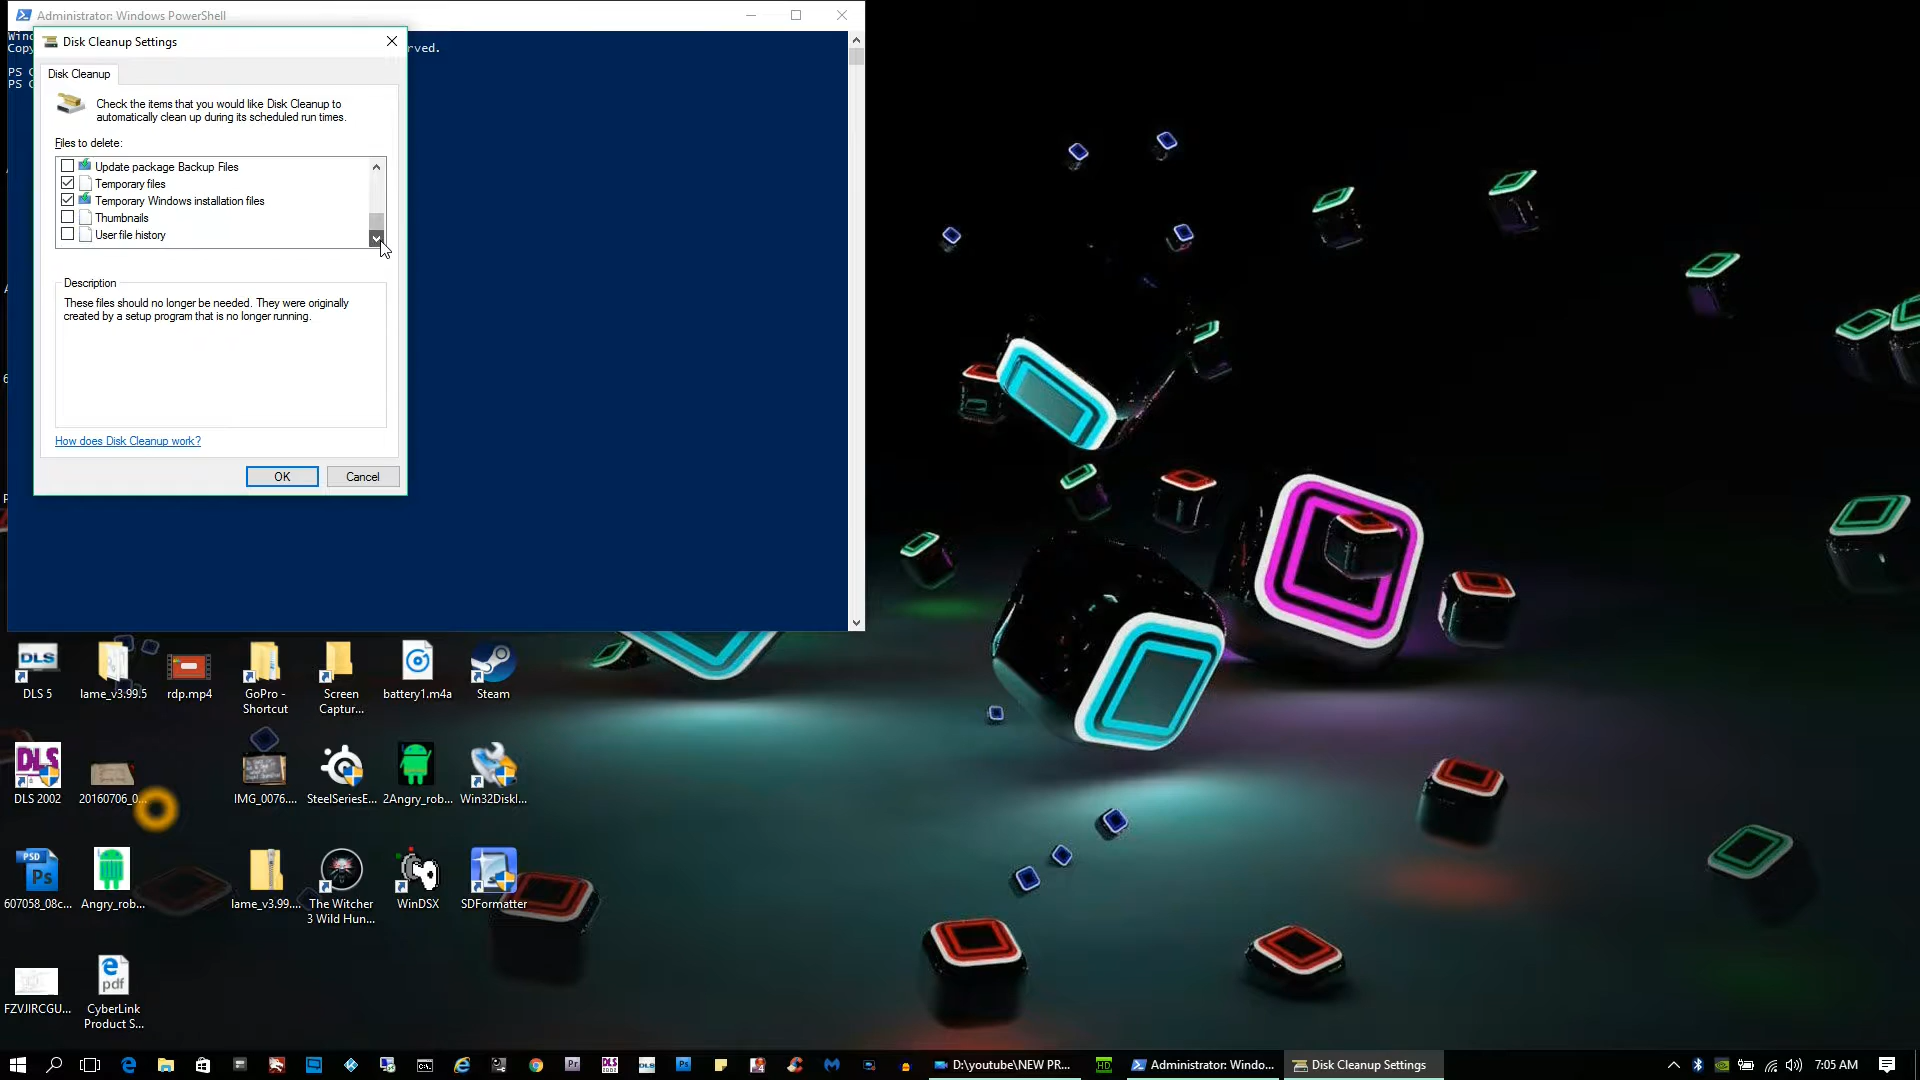 Administrator: Windows PowerShell
Copy
rved.
PS C
PS C
Disk Cleanup Settings
Disk Cleanup
Check the items that you would like Disk Cleanup to
automatically clean up during its scheduled run times.
Files to delete:
Update package Backup Files
Temporary files
Temporary Windows installation files
Thumbnails
User file history
Description
These files should no longer be needed. They were originally
created by a setup program that is no longer running.
How does Disk Cleanup work?
OK
Cancel
DLS 5
lame_v3.99.5
rdp.mp4
GoPro -
Shortcut
Screen
Captur...
battery1.m4a
Steam
DLS 2002
20160706_0...
IMG_0076....
SteelSeriesE...
2Angry_rob...
Win32DiskI...
607058_08c...
Angry_rob...
lame_v3.99....
The Witcher
3 Wild Hun...
WinDSX
SDFormatter
FZVJIRCGU...
CyberLink
Product S...
D:\youtube\NEW PR...
Administrator: Windo...
Disk Cleanup Settings
7:05 AM